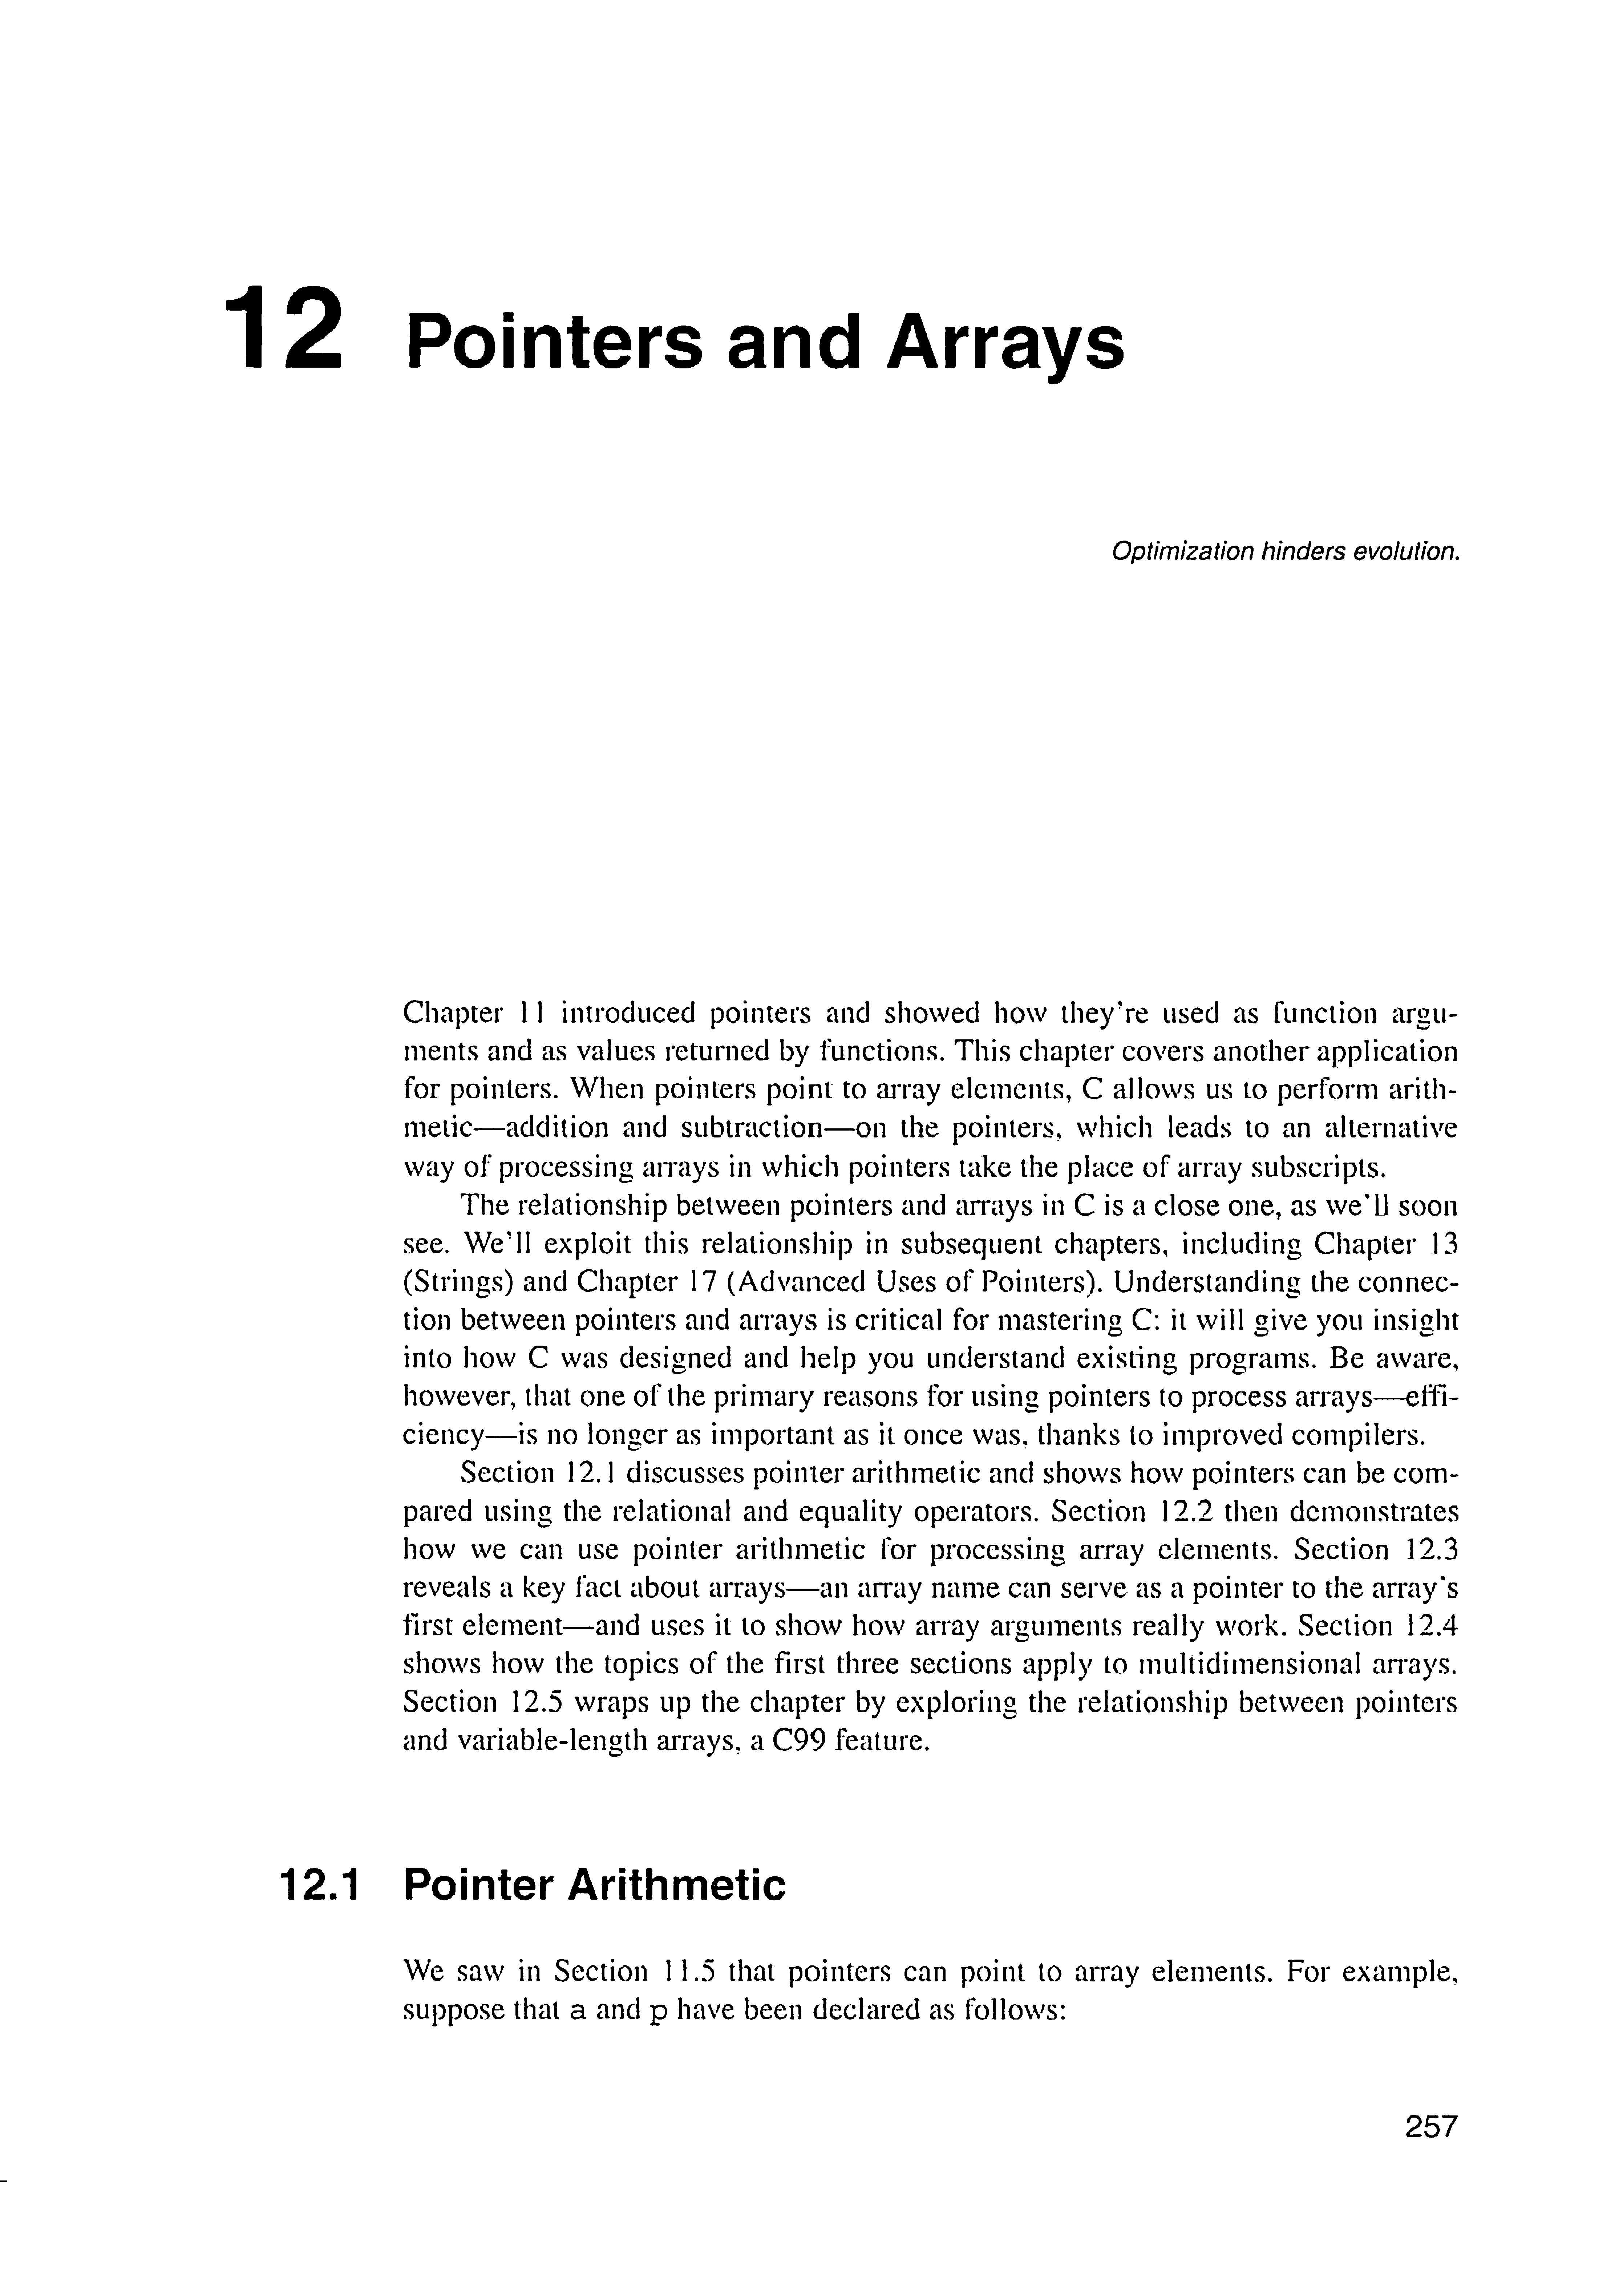 12 Pointers and Arrays
Optimization hinders evolution.
Chapter 11 introduced pointers and showed how they're used as function argu-
ments and as values returned by functions. This chapter covers another application
for pointers. When pointers point to array elements, C allows us to perform arith-
metic—addition and subtraction—on the pointers, which leads to an alternative
way of processing arrays in which pointers take the place of array subscripts.
The relationship between pointers and arrays in C is a close one, as we'll soon
see. We'll exploit this relationship in subsequent chapters, including Chapter 13
(Strings) and Chapter 17 (Advanced Uses of Pointers). Understanding the connec-
tion between pointers and arrays is critical for mastering C: it will give you insight
into how C was designed and help you understand existing programs. Be aware,
however, that one of the primary reasons for using pointers to process arrays—effi-
ciency—is no longer as important as it once was, thanks to improved compilers.
Section 12.1 discusses pointer arithmetic and shows how pointers can be com-
pared using the relational and equality operators. Section 12.2 then demonstrates
how we can use pointer arithmetic for processing array elements. Section 12.3
reveals a key fact about arrays—an array name can serve as a pointer to the array's
first element—and uses it to show how array arguments really work. Section 12.4
shows how the topics of the first three sections apply to multidimensional arrays.
Section 12.5 wraps up the chapter by exploring the relationship between pointers
and variable-length arrays, a C99 feature.
12.1 Pointer Arithmetic
We saw in Section 11.5 that pointers can point to array elements. For example,
suppose that a and p have been declared as follows:
257